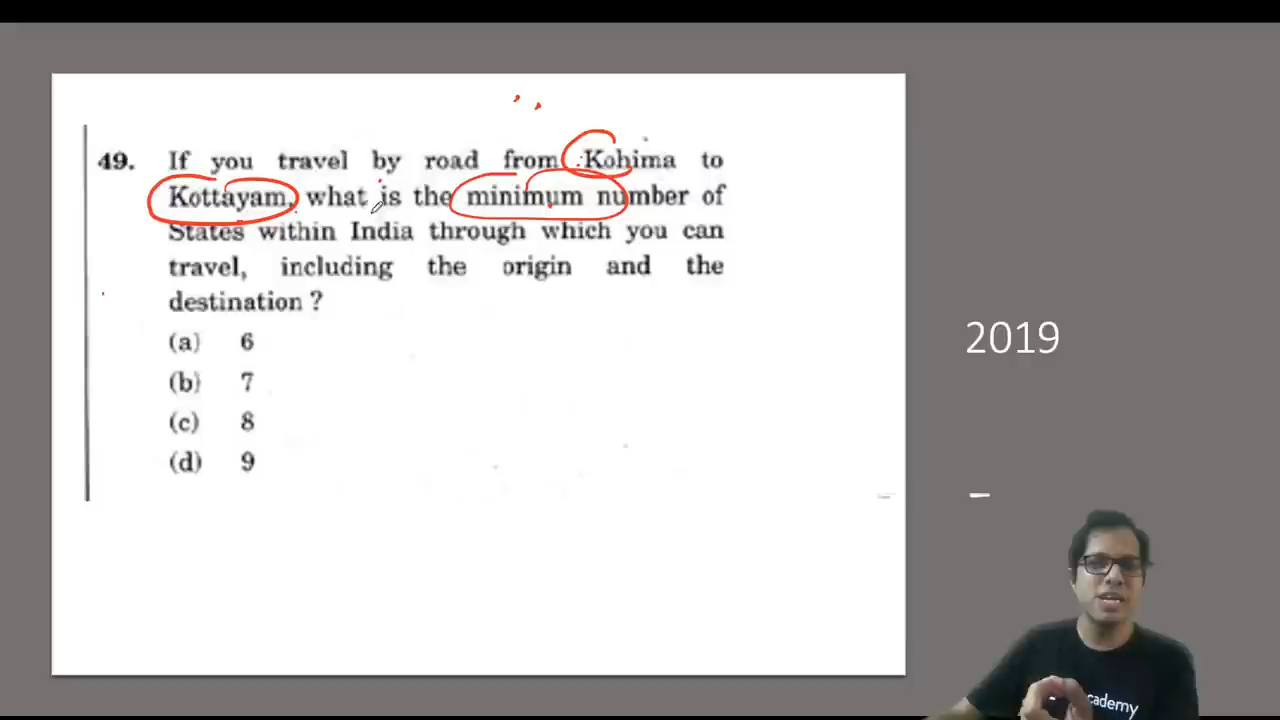 49. If you travel by road from Kohima to
Kottayam, what is the minimum number of
States within India through which you can
travel, including the origin and the
destination ?
(a) 6
(b) 7
(c) 8
(d) 9
2019
cademy